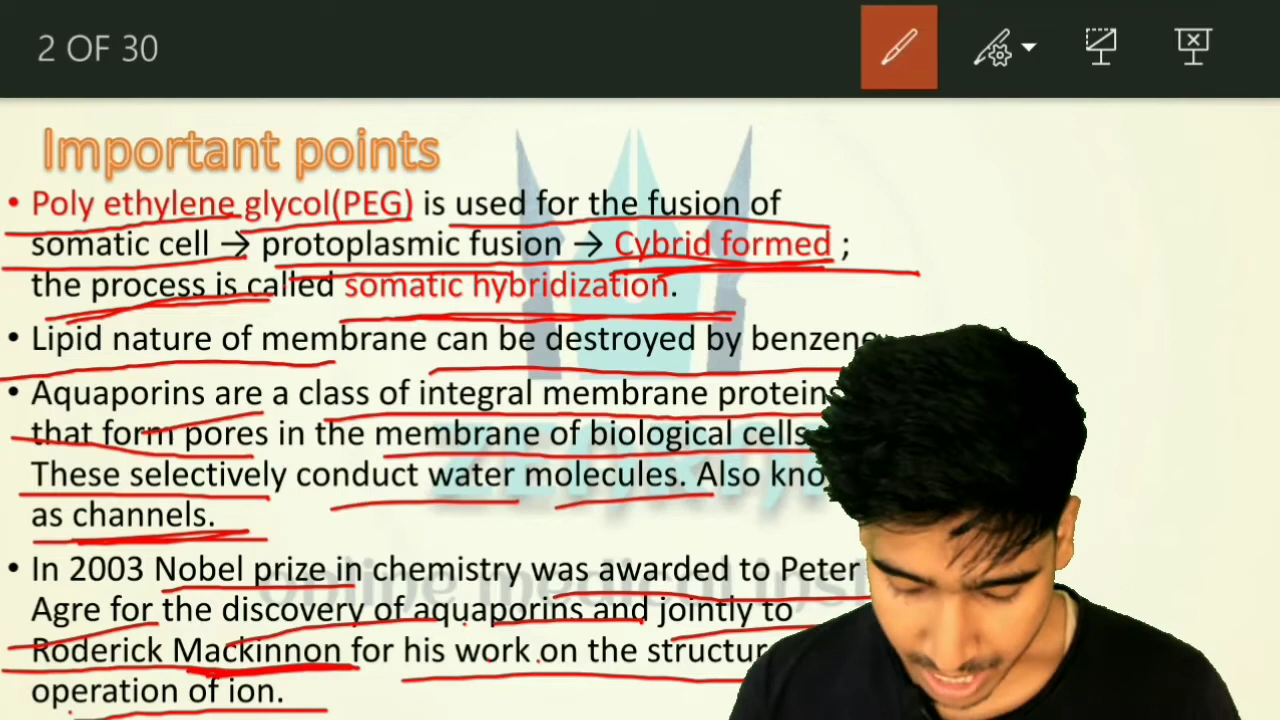 2 OF 30
Important points
• Poly ethylene glycol(PEG) is used for the fusion of
somatic cell → protoplasmic fusion → Cybrid formed ;
the process is called somatic hybridization.
• Lipid nature of membrane can be destroyed by benzene
• Aquaporins are a class of integral membrane proteins
that form pores in the membrane of biological cells
These selectively conduct water molecules. Also
as channels.
• In 2003 Nobel prize in chemistry was awarded to Peter
Agre for the discovery of aquaporins and jointly to
Roderick Mackinnon for his work on the
operation of ion.
online medical